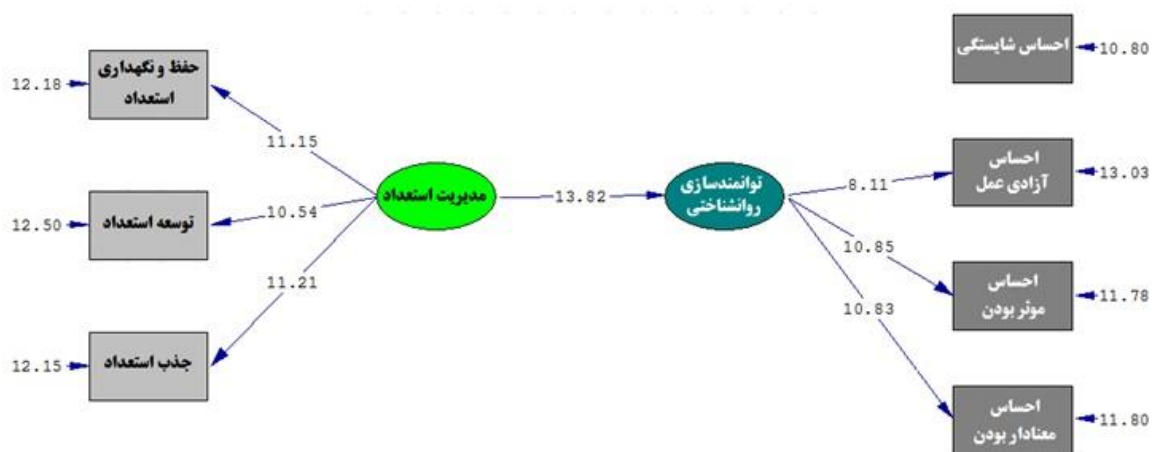 حفظ و نگهداری
استعداد
12.18
11.15
توسعه استعداد
12.50
10.54
جذب استعداد
12.15
11.21
مدیریت استعداد
13.82
توانمندسازی
روانشناختی
احساس شایستگی
10.80
احساس
آزادی عمل
13.03
8.11
احساس
موثر بودن
11.78
10.85
احساس
معنادار بودن
11.80
10.83